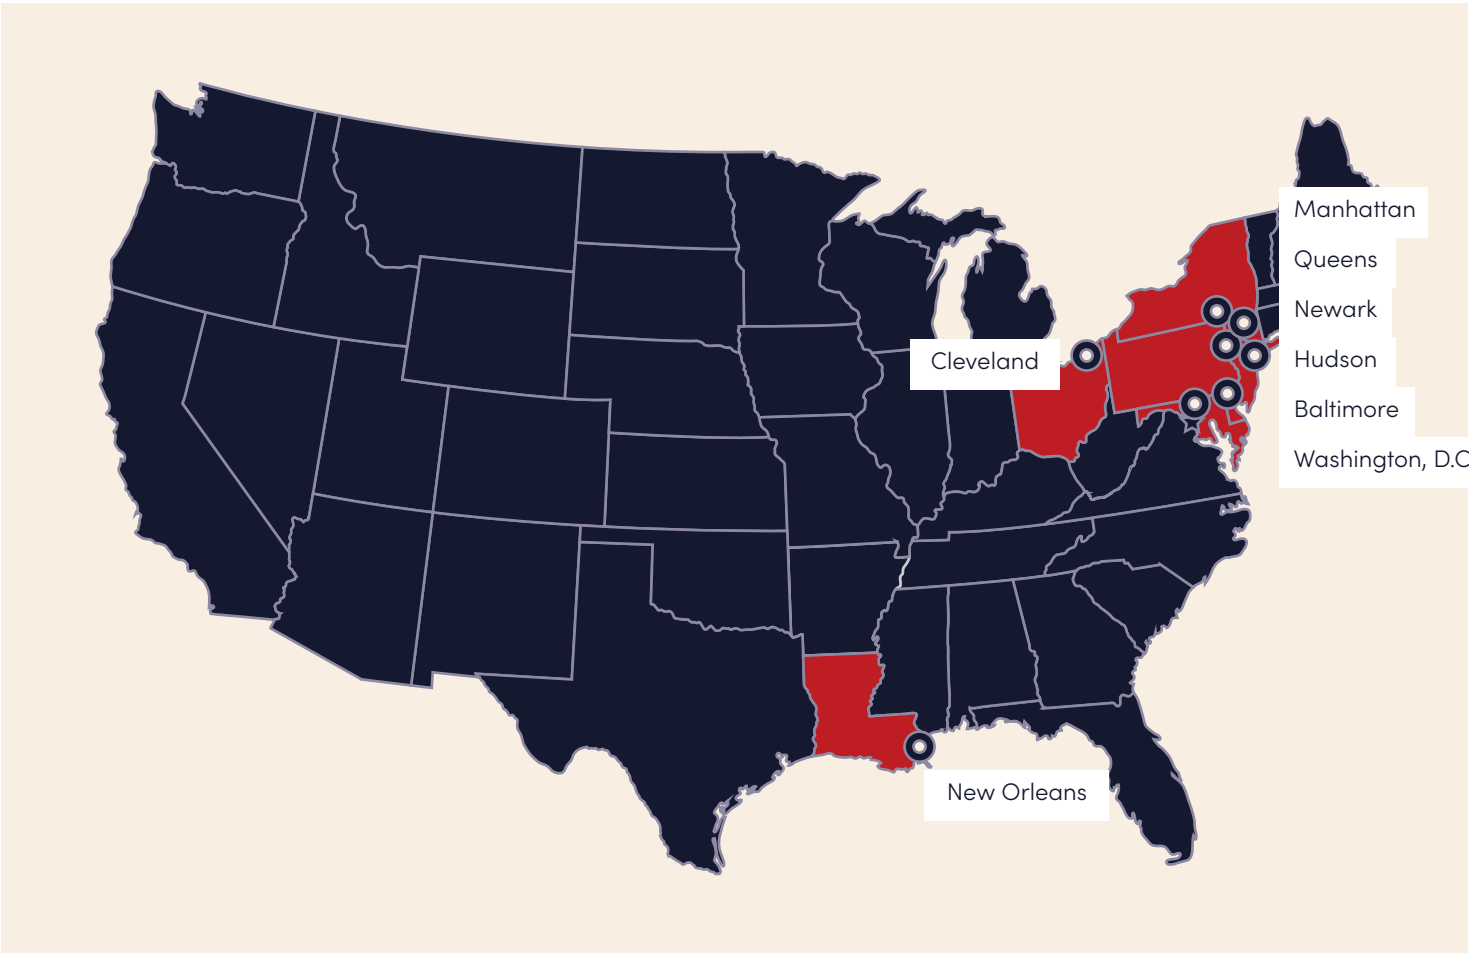 Manhattan
Queens
Newark
Cleveland
Hudson
Baltimore
Washington, D.C
New Orleans